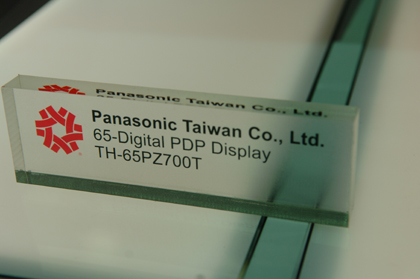 Panasonic Taiwan Co., Ltd.
Panasonic Taiwan Co., Ltd.
65-Digital PDP Display
TH-65PZ700T